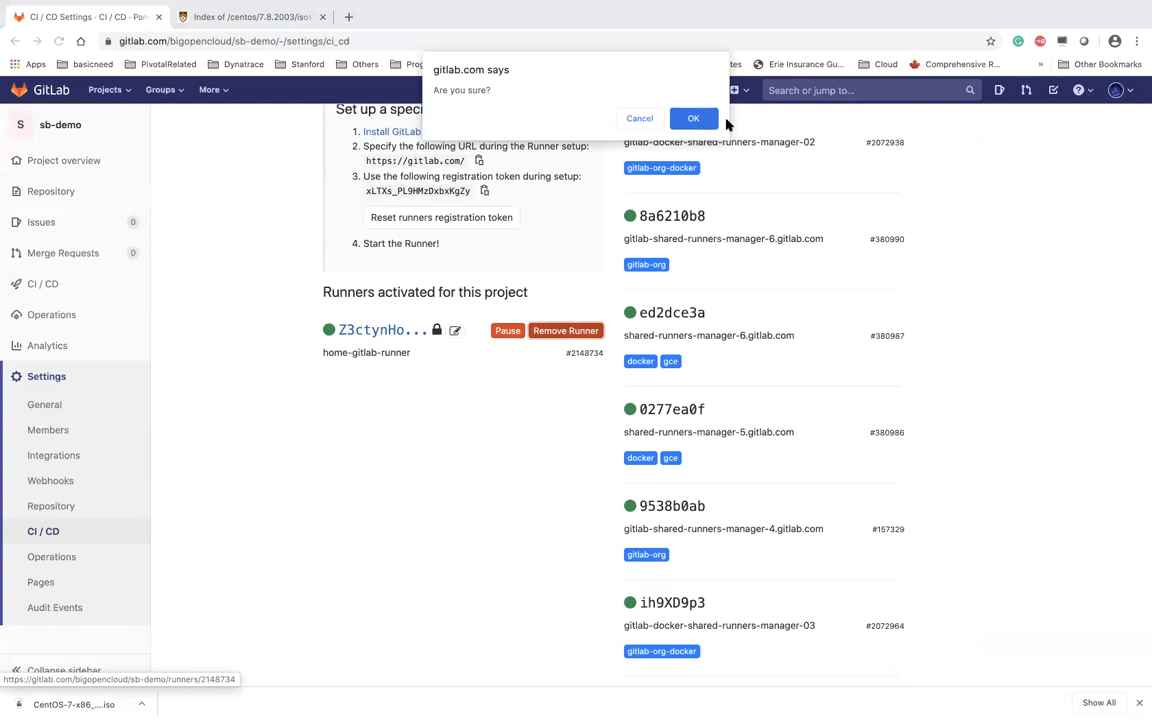 CI / CD Settings · CI / CD · Pan
Index of /centos/7.8.2003/isos
gitlab.com/bigopencloud/sb-demo/-/settings/ci_cd
Apps
basicneed
PivotalRelated
Dynatrace
Stanford
Others
Erie Insurance Gu...
Cloud
Comprehensive R...
»
Other Bookmarks
gitlab.com says
Are you sure?
Cancel
OK
GitLab
Projects
Groups
More
Search or jump to...
S sb-demo
Project overview
Repository
Issues 0
Merge Requests 0
CI / CD
Operations
Analytics
Settings
General
Members
Integrations
Webhooks
Repository
CI / CD
Operations
Pages
Audit Events
Collapse sidebar
Set up a speci
1. Install GitLab
2. Specify the following URL during the Runner setup:
https://gitlab.com/
3. Use the following registration token during setup:
xLTXs_PL9HMzDxbxKgZy
Reset runners registration token
4. Start the Runner!
Runners activated for this project
Z3ctynHo...
Pause
Remove Runner
home-gitlab-runner #2148734
gitlab-docker-shared-runners-manager-02 #2072938
gitlab-org-docker
8a6210b8
gitlab-shared-runners-manager-6.gitlab.com #380990
gitlab-org
ed2dce3a
shared-runners-manager-6.gitlab.com #380987
docker gce
0277ea0f
shared-runners-manager-5.gitlab.com #380986
docker gce
9538b0ab
gitlab-shared-runners-manager-4.gitlab.com #157329
gitlab-org
ih9XD9p3
gitlab-docker-shared-runners-manager-03 #2072964
gitlab-org-docker
https://gitlab.com/bigopencloud/sb-demo/runners/2148734
CentOS-7-x86_....iso
Show All